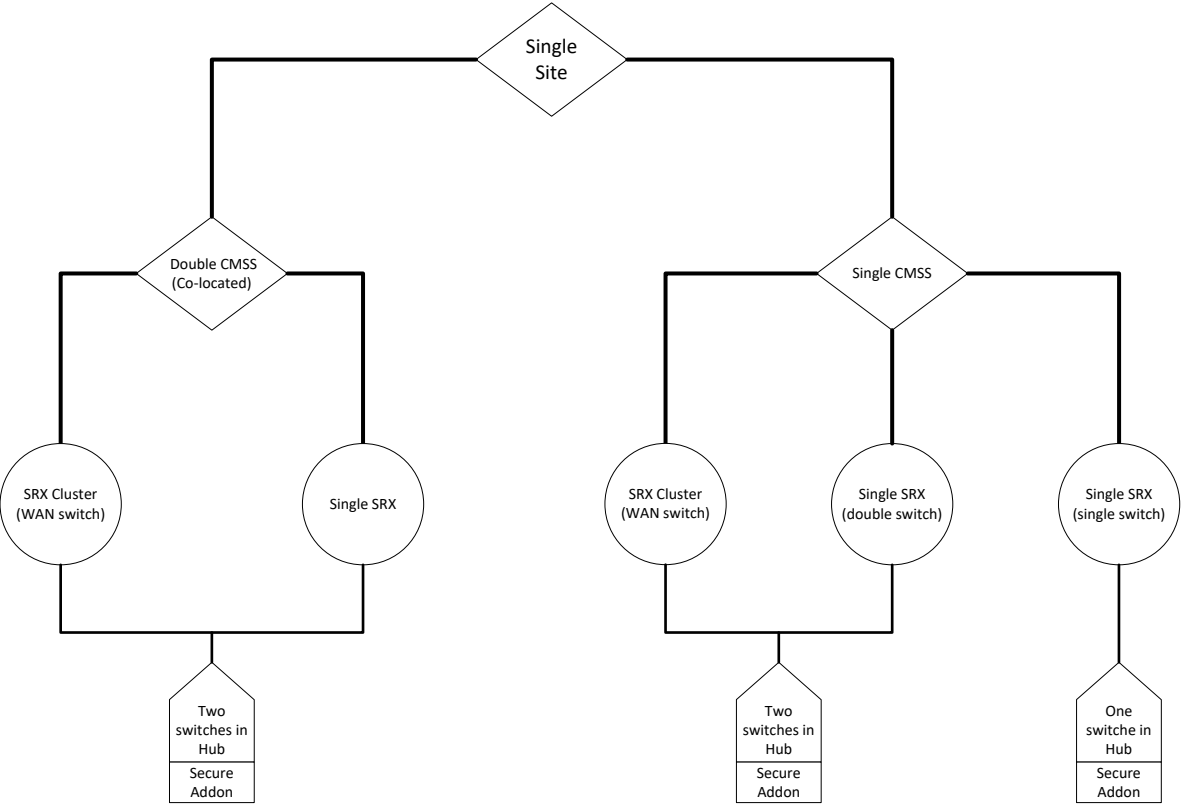 Single
Site
Double CMSS
(Co-located)
Single CMSS
SRX Cluster
(WAN switch)
Single SRX
SRX Cluster
(WAN switch)
Single SRX
(double switch)
Single SRX
(single switch)
Two
switches in
Hub
Secure
Addon
Two
switches in
Hub
Secure
Addon
One
switche in
Hub
Secure
Addon